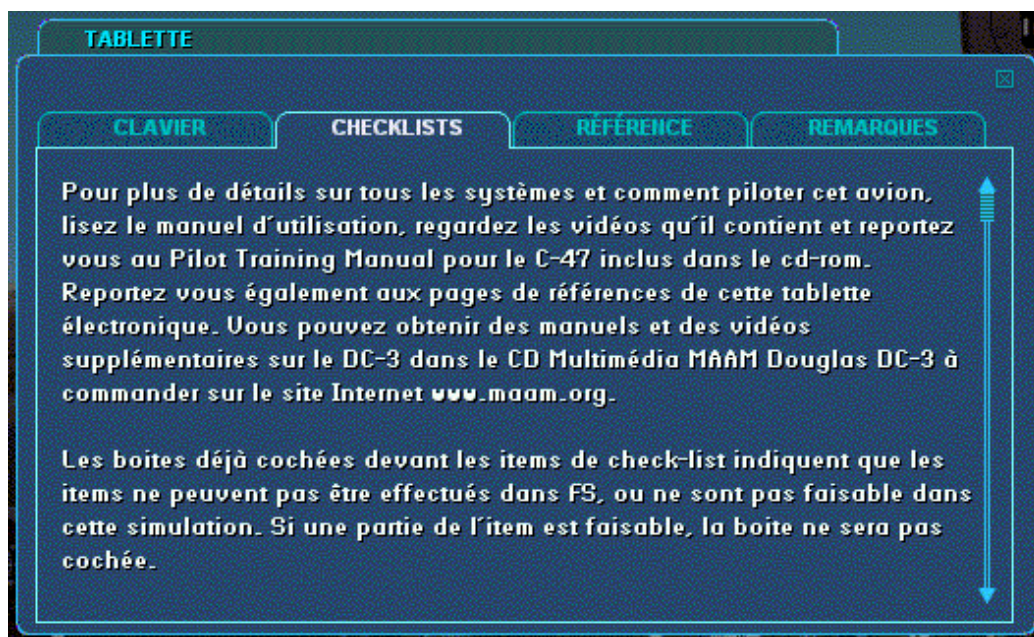 TABLETTE
CLAVIER CHECKLISTS RÉFÉRENCE REMARQUES
Pour plus de détails sur tous les systèmes et comment piloter cet avion,
lisez le manuel d'utilisation, regardez les vidéos qu'il contient et reportez
vous au Pilot Training Manual pour le C-47 inclus dans le cd-rom.
Reportez vous également aux pages de références de cette tablette
électronique. Vous pouvez obtenir des manuels et des vidéos
supplémentaires sur le DC-3 dans le CD Multimédia MAAM Douglas DC-3 à
commander sur le site Internet www.maam.org.
Les boites déjà cochées devant les items de check-list indiquent que les
items ne peuvent pas être effectués dans FS, ou ne sont pas faisable dans
cette simulation. Si une partie de l'item est faisable, la boite ne sera pas
cochée.